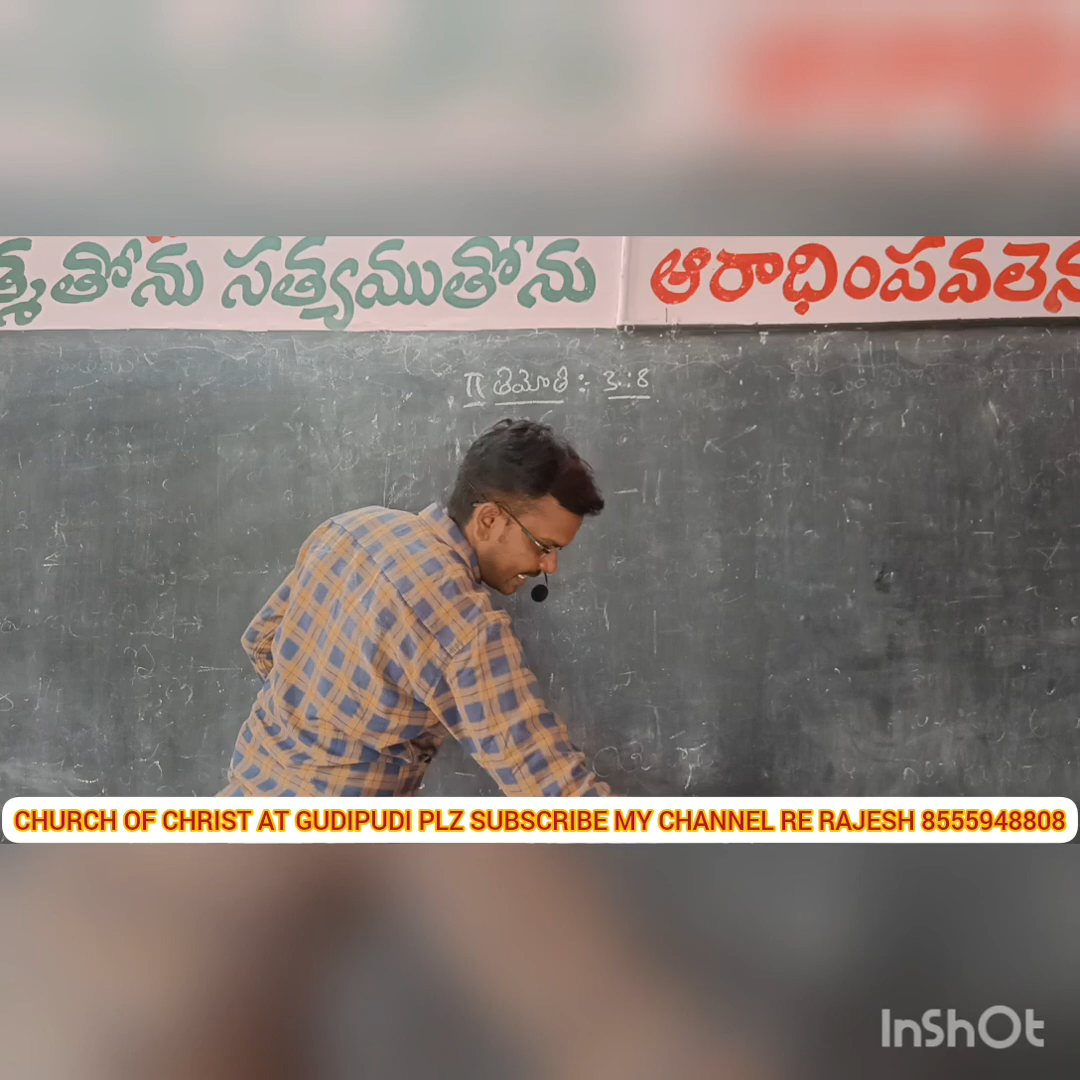 త్మతోను సత్యముతోను ఆరాధింపవలెన
II తిమోతి :- 3:8
CHURCH OF CHRIST AT GUDIPUDI PLZ SUBSCRIBE MY CHANNEL RE RAJESH 8555948808
InShOt